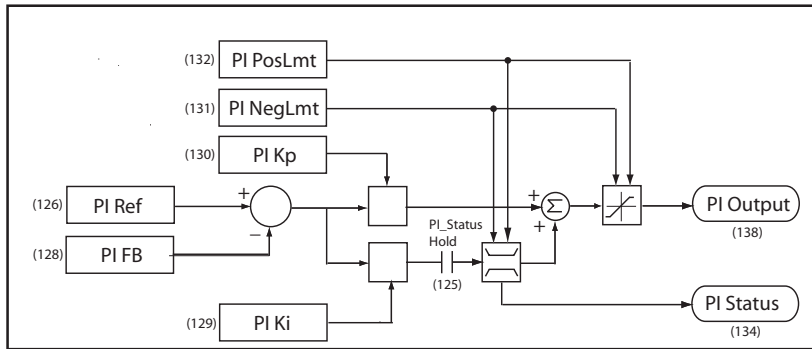 (132) PI PosLmt
(131) PI NegLmt
(130) PI Kp
(126) PI Ref
+
−
(128) PI FB
PI_Status
Hold
(125)
(129) PI Ki
+
Σ
+
PI Output
(138)
PI Status
(134)